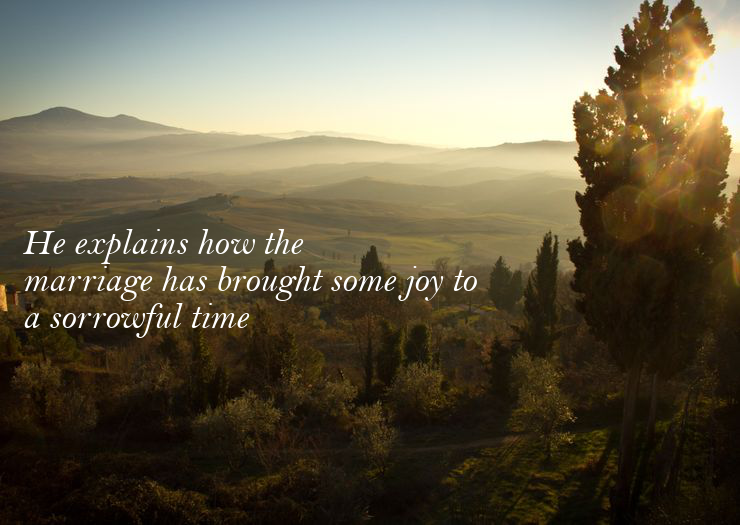 He explains how the
marriage has brought some joy to
a sorrowful time